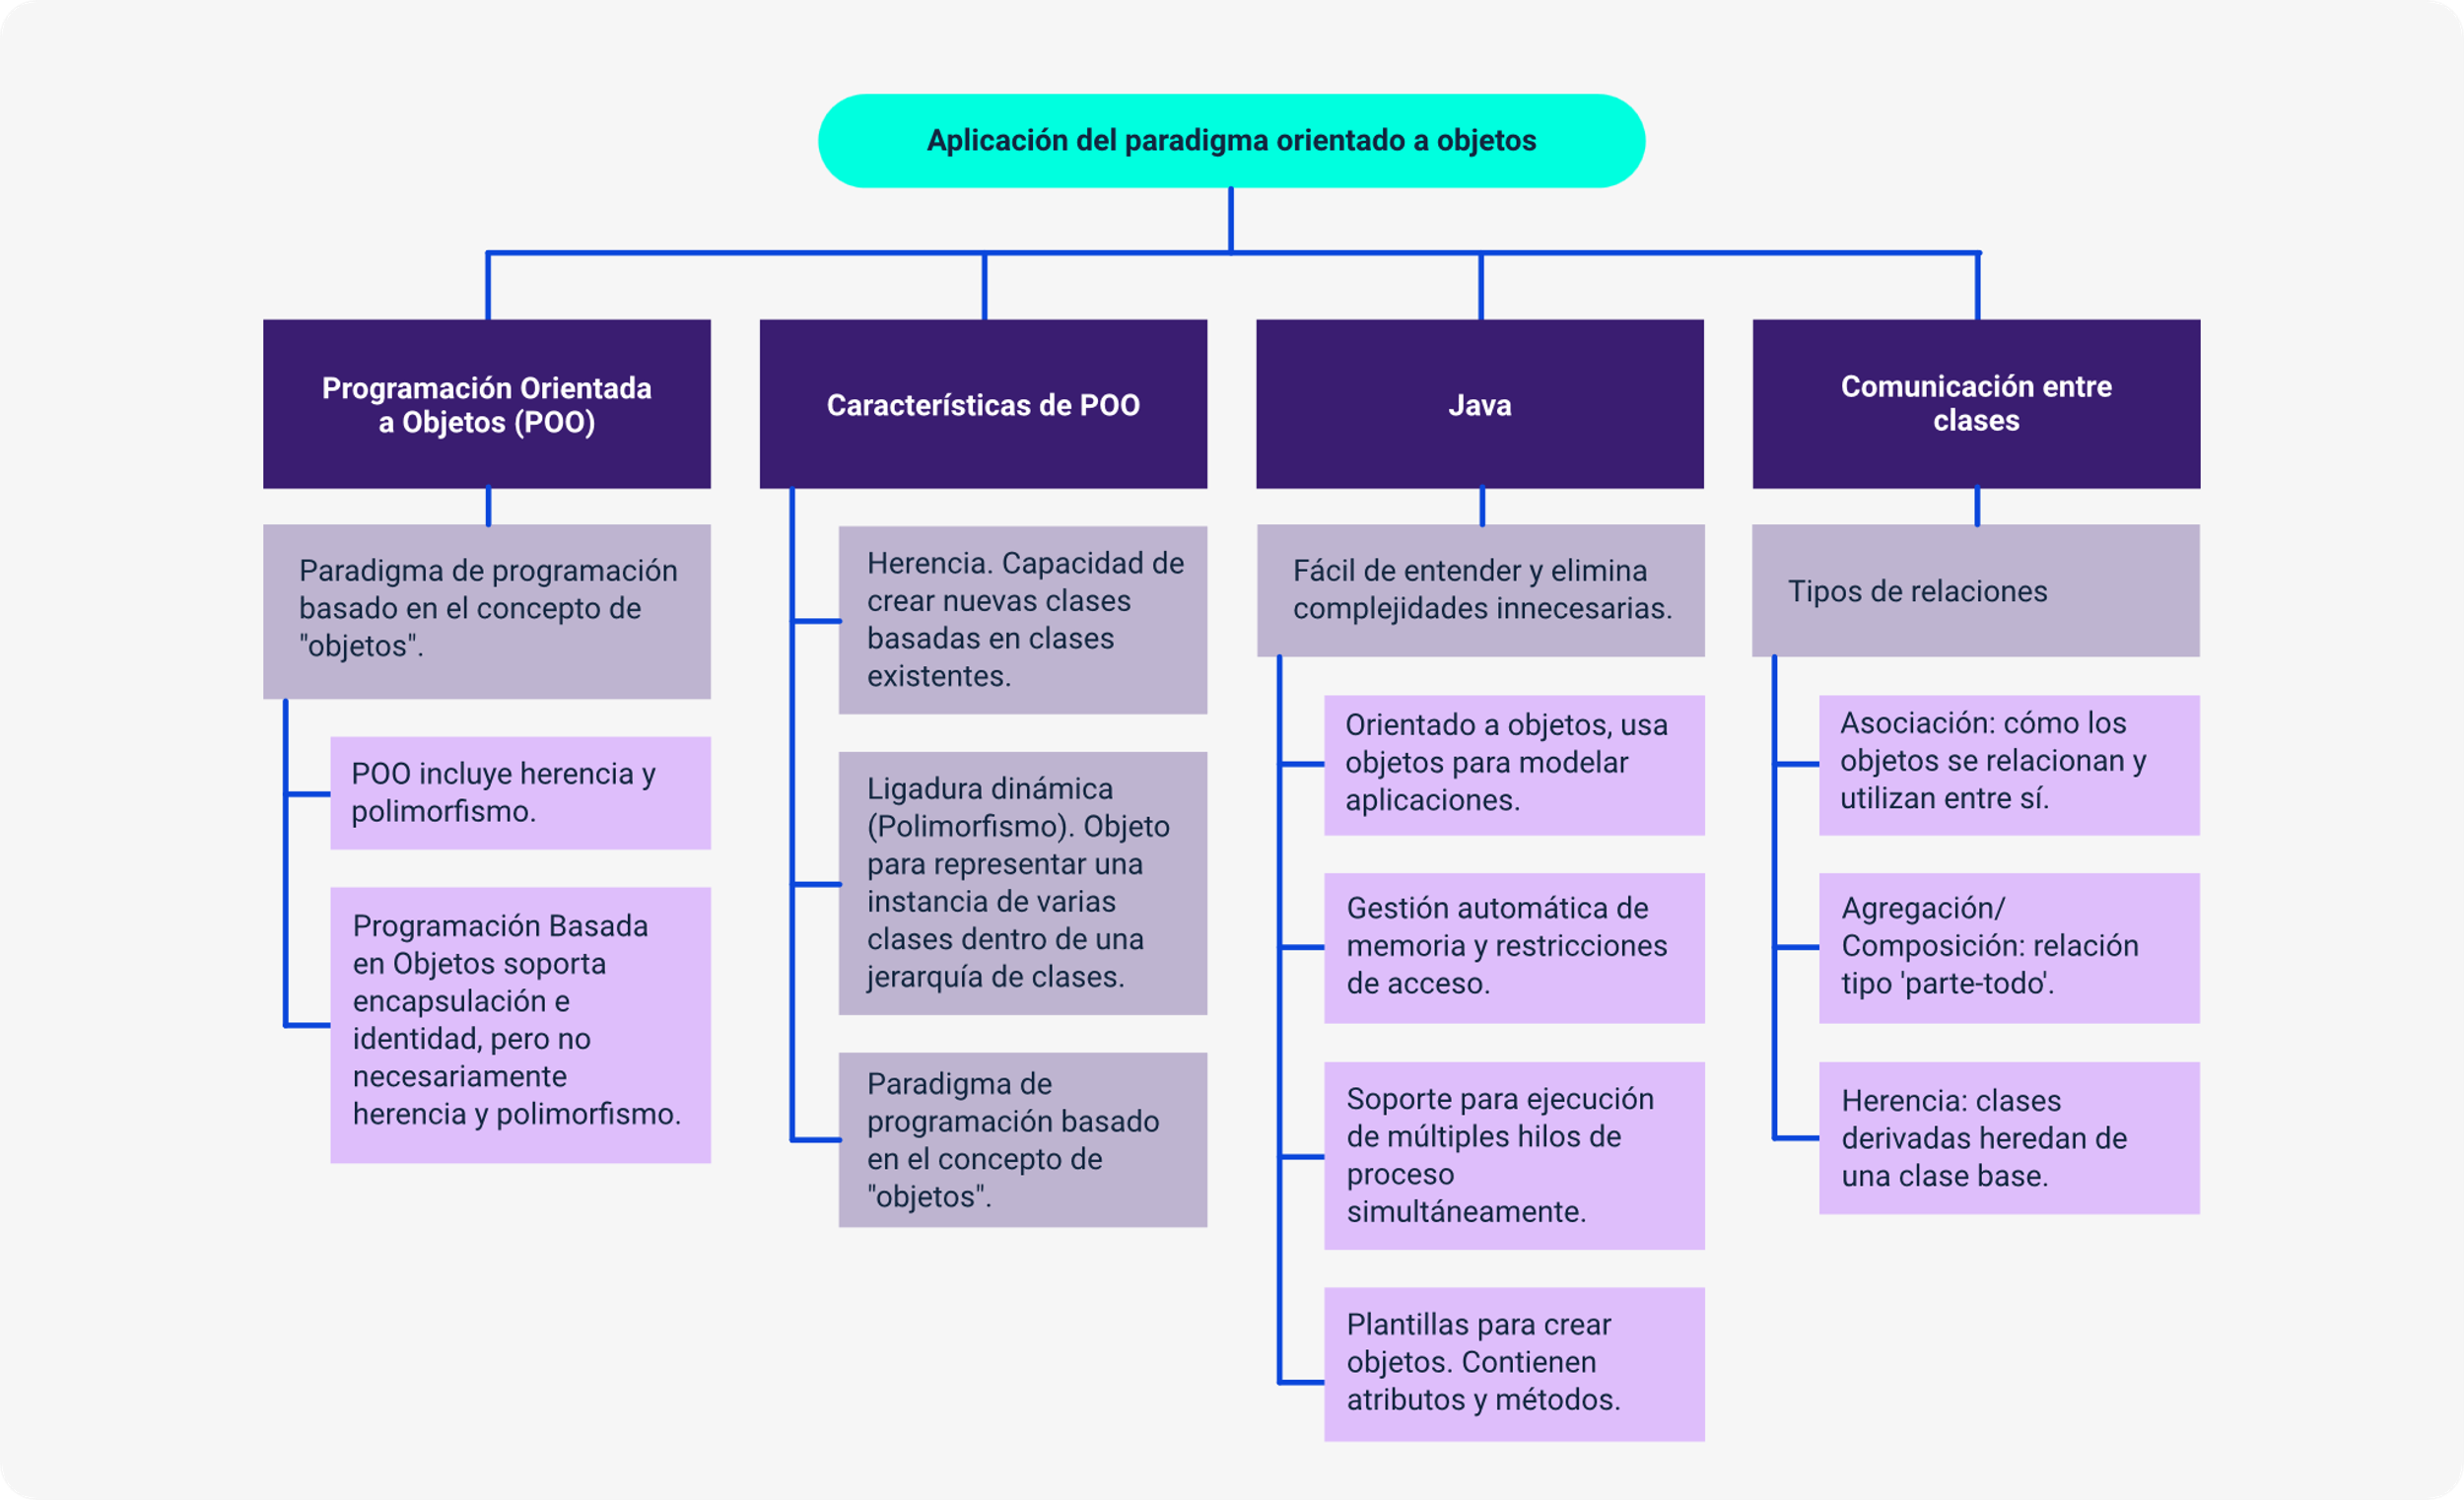 Aplicación del paradigma orientado a objetos
Programación Orientada
a Objetos (POO)
Paradigma de programación
basado en el concepto de
"objetos".
POO incluye herencia y
polimorfismo.
Programación Basada
en Objetos soporta
encapsulación e
identidad, pero no
necesariamente
herencia y polimorfismo.
Características de POO
Herencia. Capacidad de
crear nuevas clases
basadas en clases
existentes.
Ligadura dinámica
(Polimorfismo). Objeto
para representar una
instancia de varias
clases dentro de una
jerarquía de clases.
Paradigma de
programación basado
en el concepto de
"objetos".
Java
Fácil de entender y elimina
complejidades innecesarias.
Orientado a objetos, usa
objetos para modelar
aplicaciones.
Gestión automática de
memoria y restricciones
de acceso.
Soporte para ejecución
de múltiples hilos de
proceso
simultáneamente.
Plantillas para crear
objetos. Contienen
atributos y métodos.
Comunicación entre
clases
Tipos de relaciones
Asociación: cómo los
objetos se relacionan y
utilizan entre sí.
Agregación/
Composición: relación
tipo 'parte-todo'.
Herencia: clases
derivadas heredan de
una clase base.